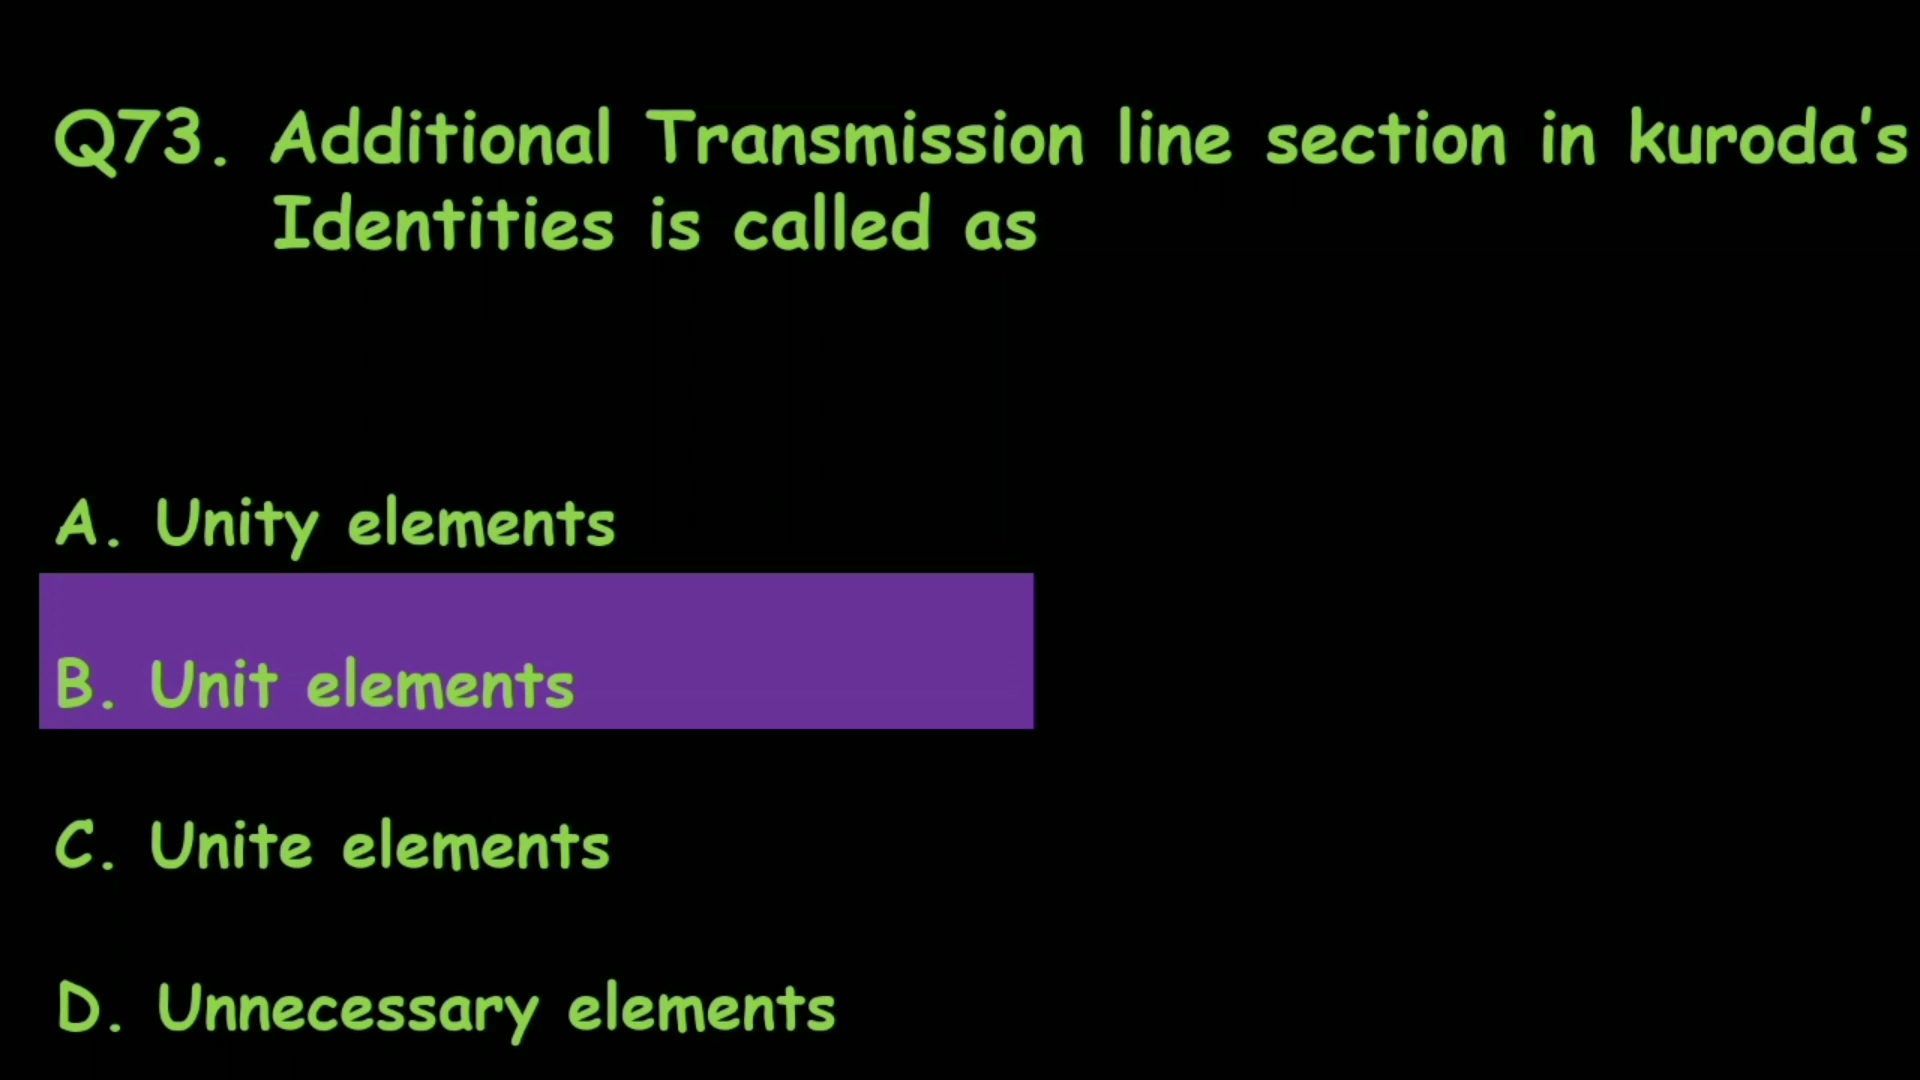 Q73. Additional Transmission line section in kuroda's
Identities is called as
A. Unity elements
B. Unit elements
C. Unite elements
D. Unnecessary elements